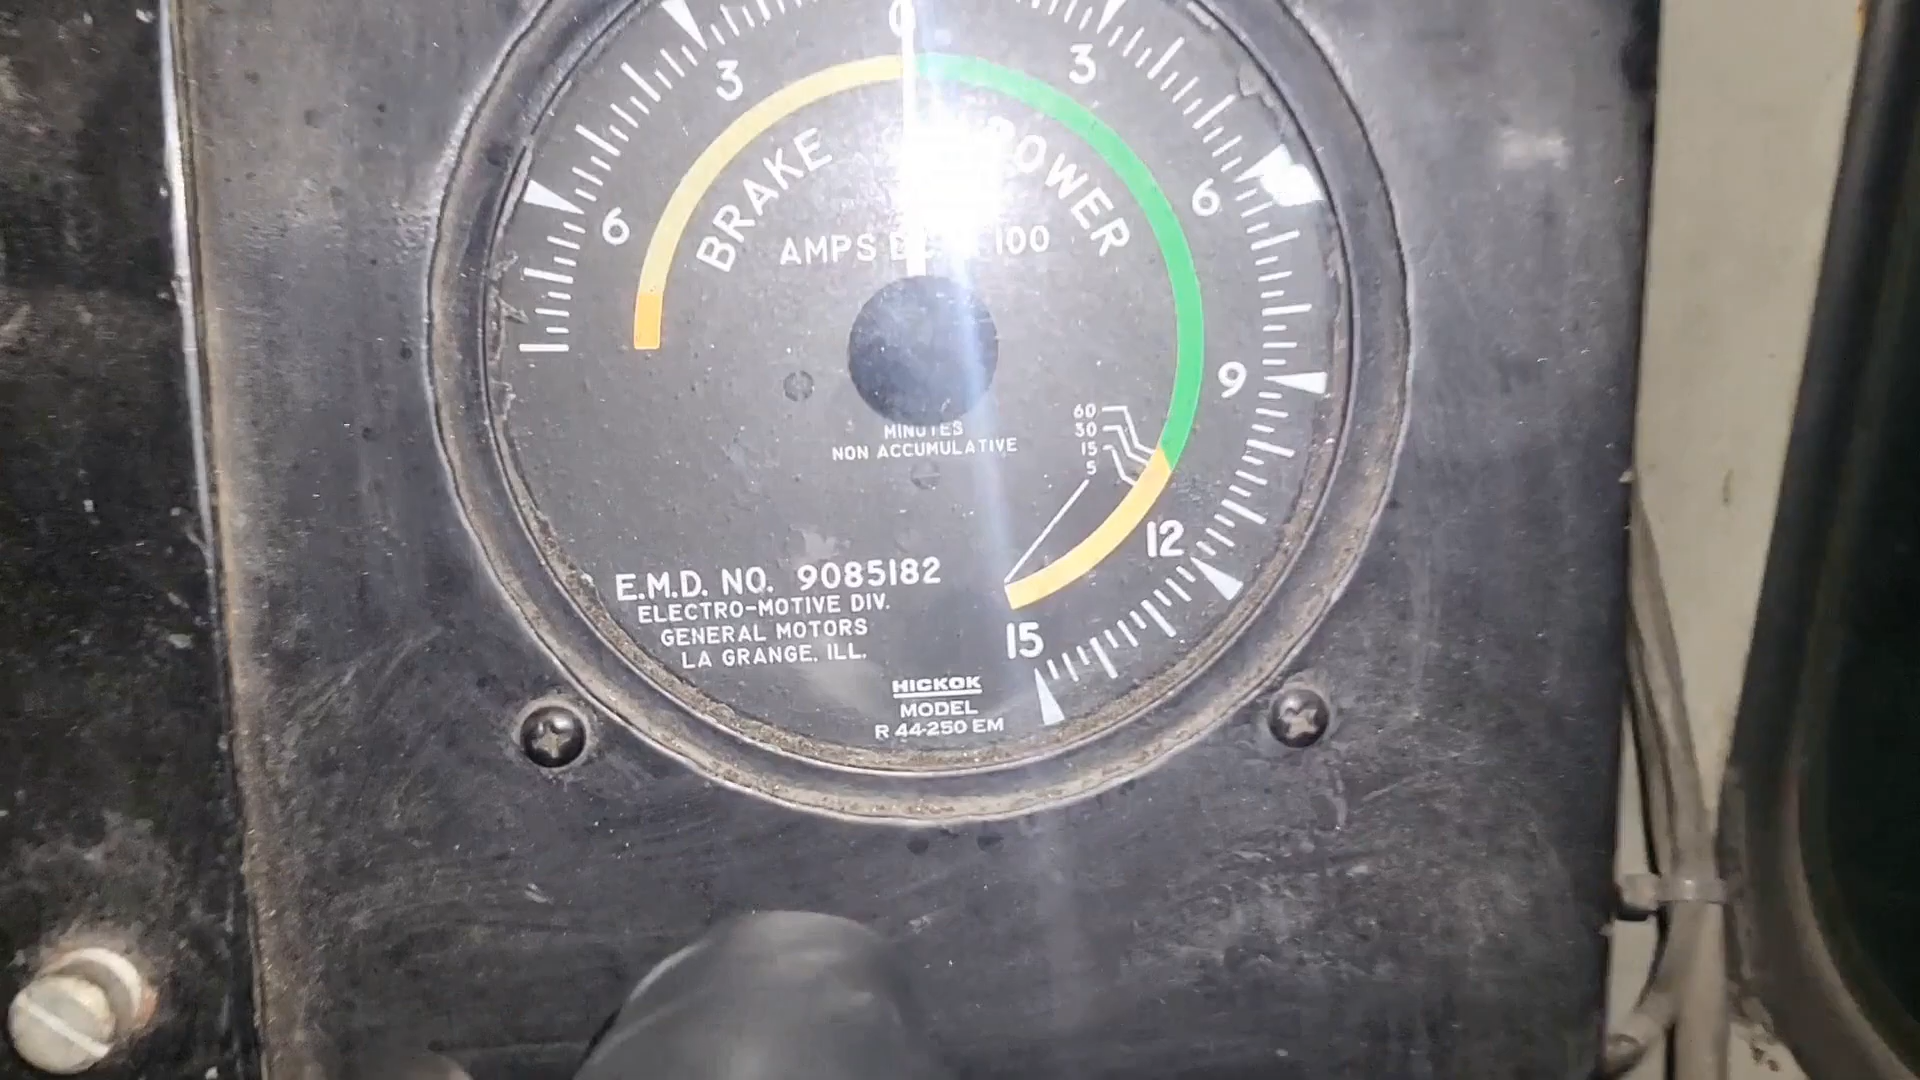 0
3
3
6
6
BRAKE POWER
AMPS DC X 100
9
60
30
15
5
MINUTES
NON ACCUMULATIVE
12
E.M.D. NO. 9085182
ELECTRO-MOTIVE DIV.
GENERAL MOTORS
LA GRANGE, ILL.
15
HICKOK
MODEL
R 44-250 EM